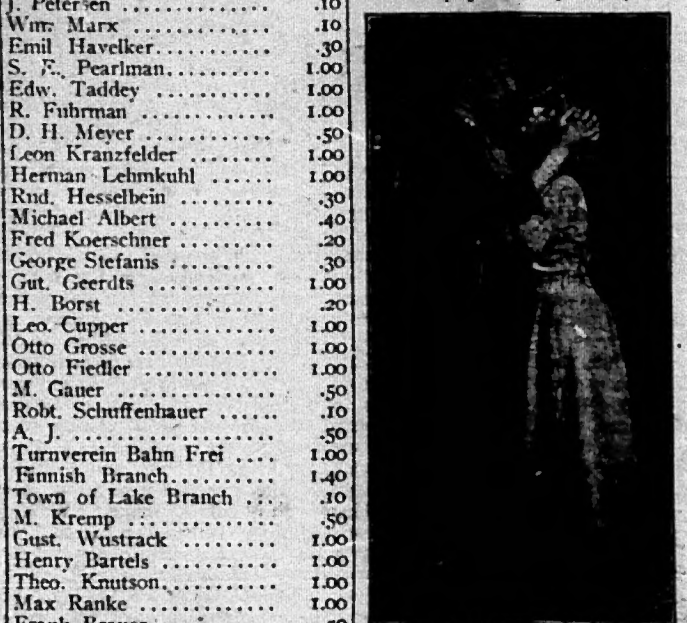 J. Petersen ............ .10
Wm. Marx ........... .10
Emil Havelker........... .30
S. E. Pearlman.......... 1.00
Edw. Taddey .......... 1.00
R. Fuhrman ............ 1.00
D. H. Meyer .......... .50
Leon Kranzfelder ........ 1.00
Herman Lehmkuhl ...... 1.00
Rud. Hesselbein ......... .30
Michael Albert .......... .40
Fred Koerschner ......... .20
George Stefanis .......... .30
Gut. Geerdts ............ 1.00
H. Borst ............... .20
Leo. Cupper ............ 1.00
Otto Grosse ............. 1.00
Otto Fiedler ............ 1.00
M. Gauer .............. .50
Robt. Schuffenhauer ...... .10
A. J. .................. .50
Turnverein Bahn Frei .... 1.00
Finnish Branch.......... 1.40
Town of Lake Branch .... .10
M. Kremp .............. .50
Gust. Wustrack ......... 1.00
Henry Bartels ........... 1.00
Theo. Knutson........... 1.00
Max Ranke ............ 1.00